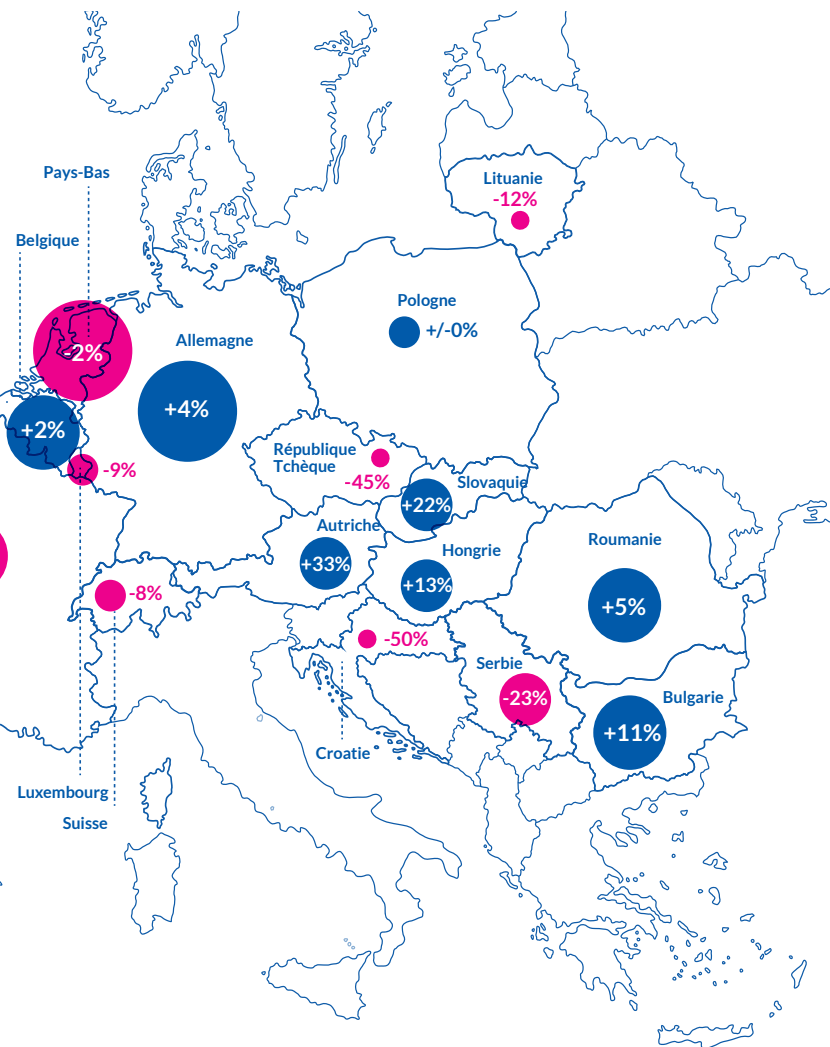 Pays-Bas
Belgique
Lituanie
-12%
Pologne
+/-0%
Allemagne
-2%
+4%
+2%
-9%
République
Tchèque
-45%
Slovaquie
+22%
Autriche
+33%
Hongrie
+13%
Roumanie
+5%
-8%
-50%
Serbie
-23%
Bulgarie
+11%
Croatie
Luxembourg
Suisse